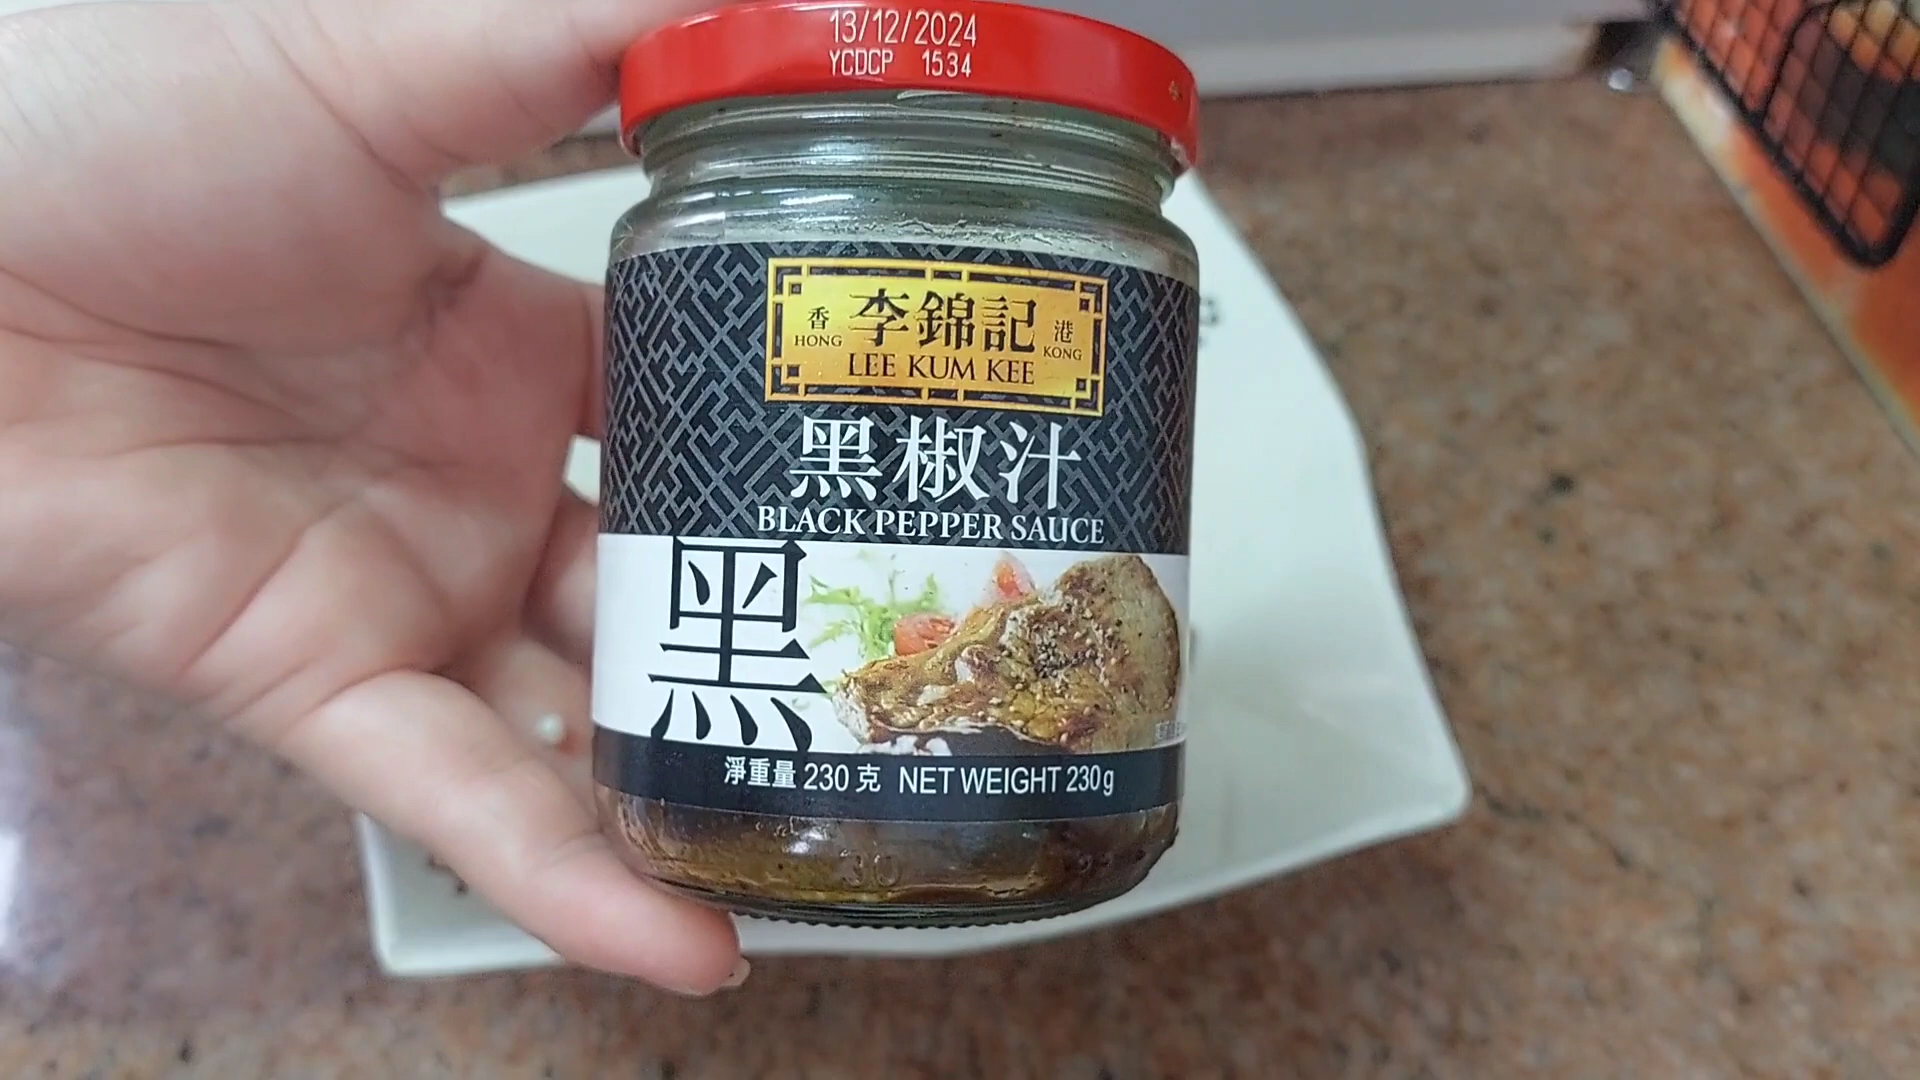 13/12/2024
YCDCP 1534
香 李錦記 港
HONG LEE KUM KEE KONG
黑椒汁
BLACK PEPPER SAUCE
黑
淨重量 230 克 NET WEIGHT 230g
30